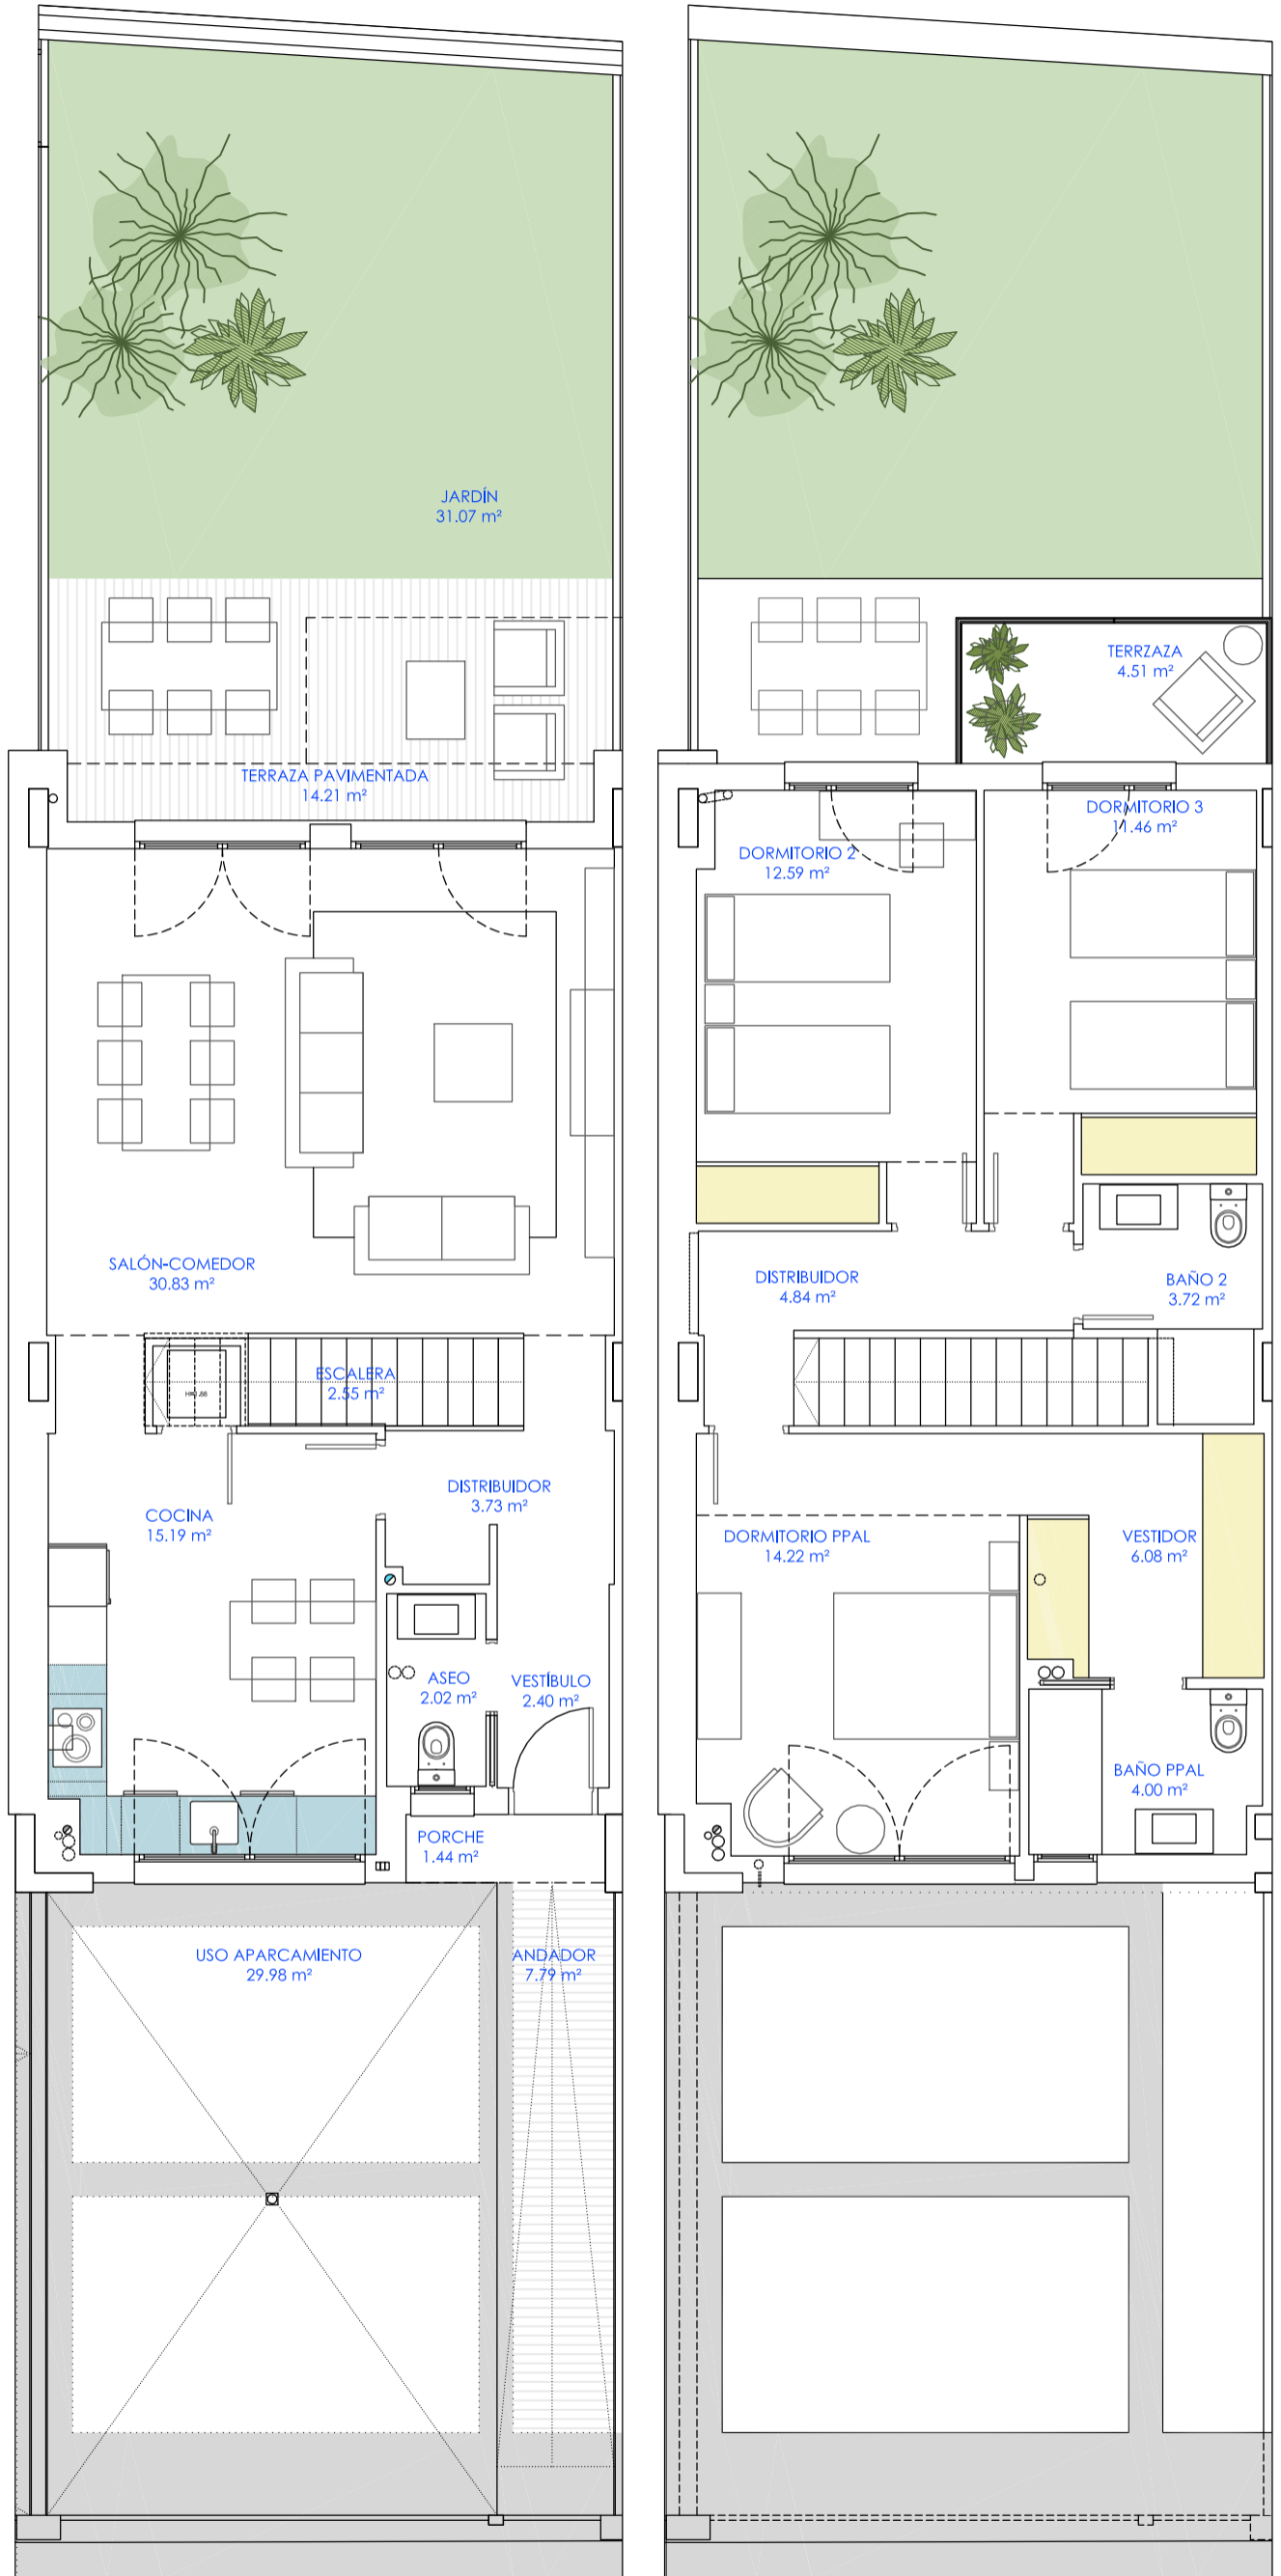 JARDÍN
31.07 m²
TERRAZA PAVIMENTADA
14.21 m²
SALÓN-COMEDOR
30.83 m²
ESCALERA
2.55 m²
DISTRIBUIDOR
3.73 m²
COCINA
15.19 m²
ASEO
2.02 m²
VESTÍBULO
2.40 m²
PORCHE
1.44 m²
USO APARCAMIENTO
29.98 m²
ANDADOR
7.79 m²
TERRZAZA
4.51 m²
DORMITORIO 3
11.46 m²
DORMITORIO 2
12.59 m²
DISTRIBUIDOR
4.84 m²
BAÑO 2
3.72 m²
DORMITORIO PPAL
14.22 m²
VESTIDOR
6.08 m²
BAÑO PPAL
4.00 m²